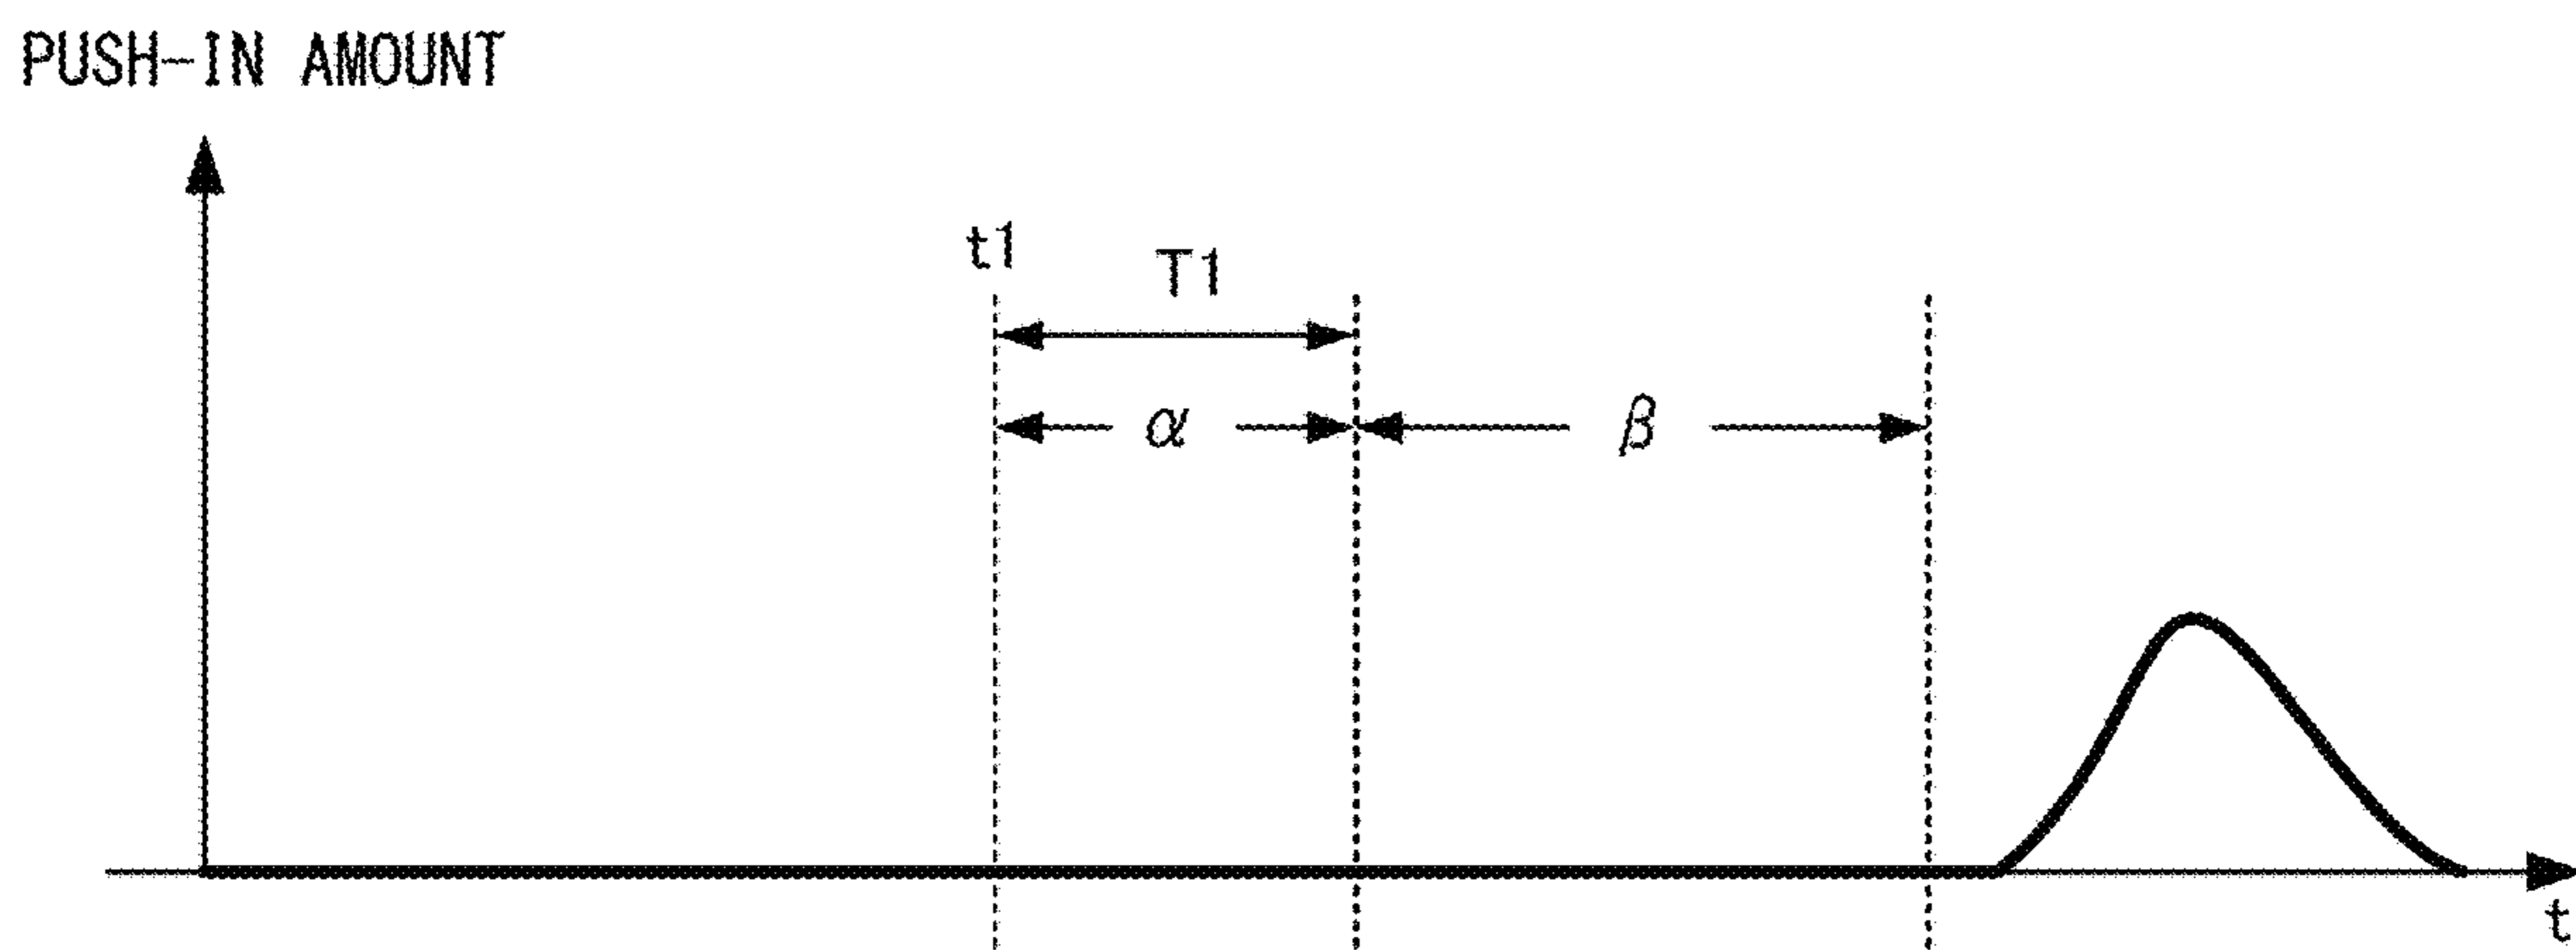 PUSH-IN AMOUNT
t1
T1
α
β
t